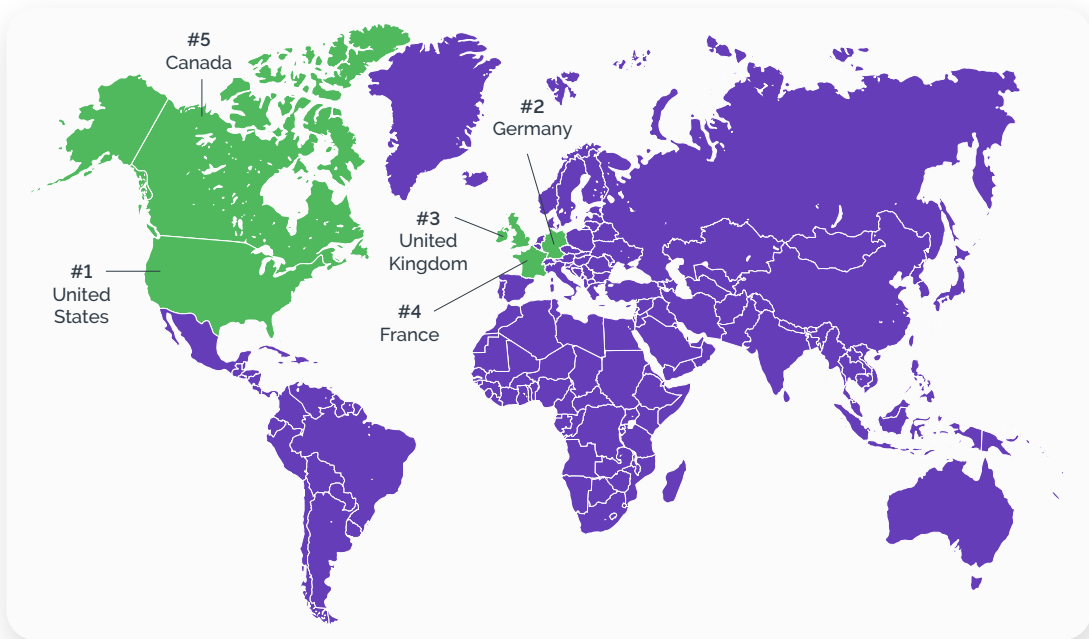 #5
Canada
#2
Germany
#3
United
Kingdom
#1
United
States
#4
France